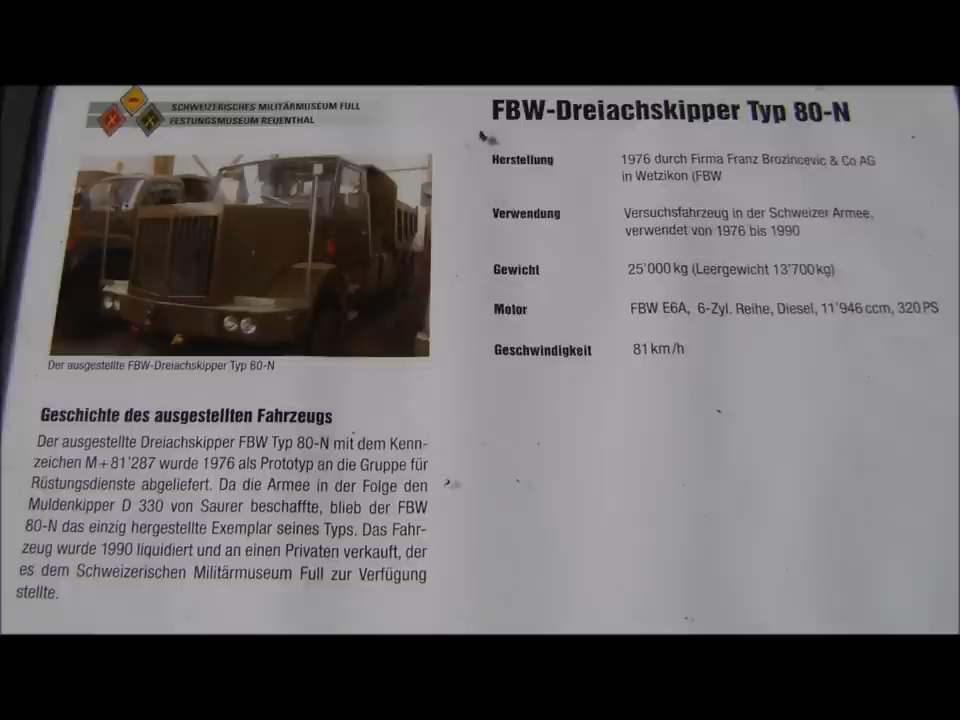 SCHWEIZERISCHES MILITÄRMUSEUM FULL
FESTUNGSMUSEUM REUENTHAL
Der ausgestellte FBW-Dreiachskipper Typ 80-N
Geschichte des ausgestellten Fahrzeugs
Der ausgestellte Dreiachskipper FBW Typ 80-N mit dem Kenn-
zeichen M+81'287 wurde 1976 als Prototyp an die Gruppe für
Rüstungsdienste abgeliefert. Da die Armee in der Folge den
Muldenkipper D 330 von Saurer beschaffte, blieb der FBW
80-N das einzig hergestellte Exemplar seines Typs. Das Fahr-
zeug wurde 1990 liquidiert und an einen Privaten verkauft, der
es dem Schweizerischen Militärmuseum Full zur Verfügung
stellte.
FBW-Dreiachskipper Typ 80-N
Herstellung 1976 durch Firma Franz Brozincevic & Co AG
in Wetzikon (FBW
Verwendung Versuchsfahrzeug in der Schweizer Armee,
verwendet von 1976 bis 1990
Gewicht 25'000 kg (Leergewicht 13'700 kg)
Motor FBW E6A, 6-Zyl. Reihe, Diesel, 11'946 ccm, 320 PS
Geschwindigkeit 81 km/h